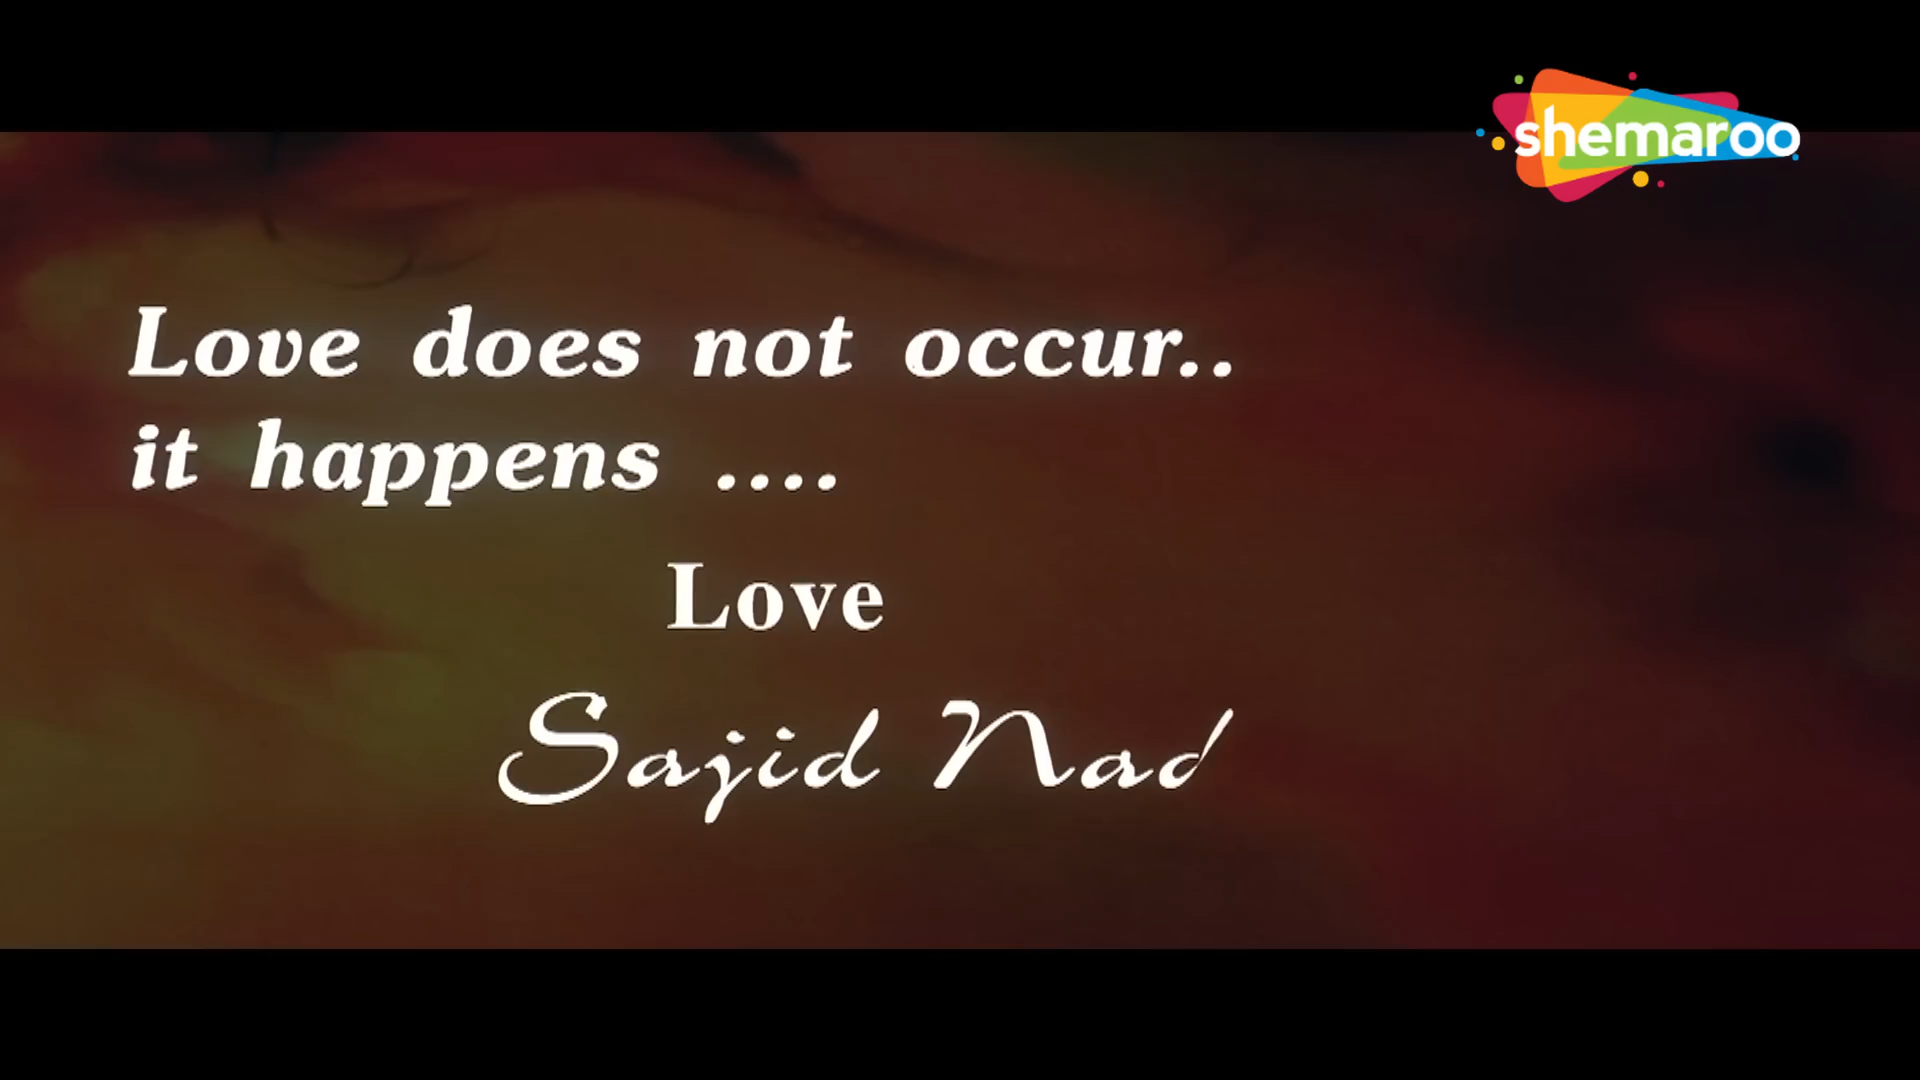 shemaroo
Love does not occur..
it happens ....
Love
Sajid Nad